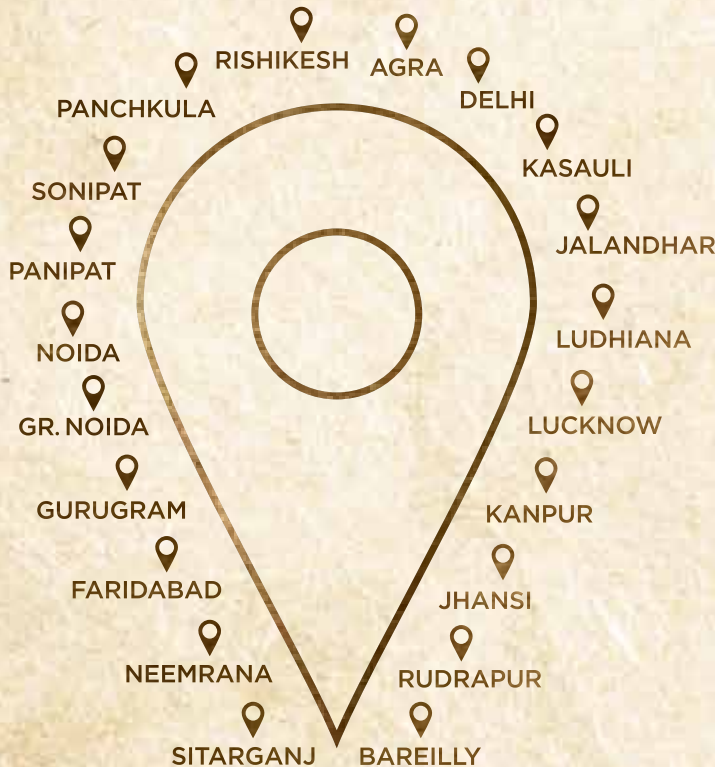 RISHIKESH
AGRA
DELHI
PANCHKULA
KASAULI
SONIPAT
JALANDHAR
PANIPAT
LUDHIANA
NOIDA
LUCKNOW
GR. NOIDA
KANPUR
GURUGRAM
FARIDABAD
JHANSI
NEEMRANA
RUDRAPUR
SITARGANJ
BAREILLY